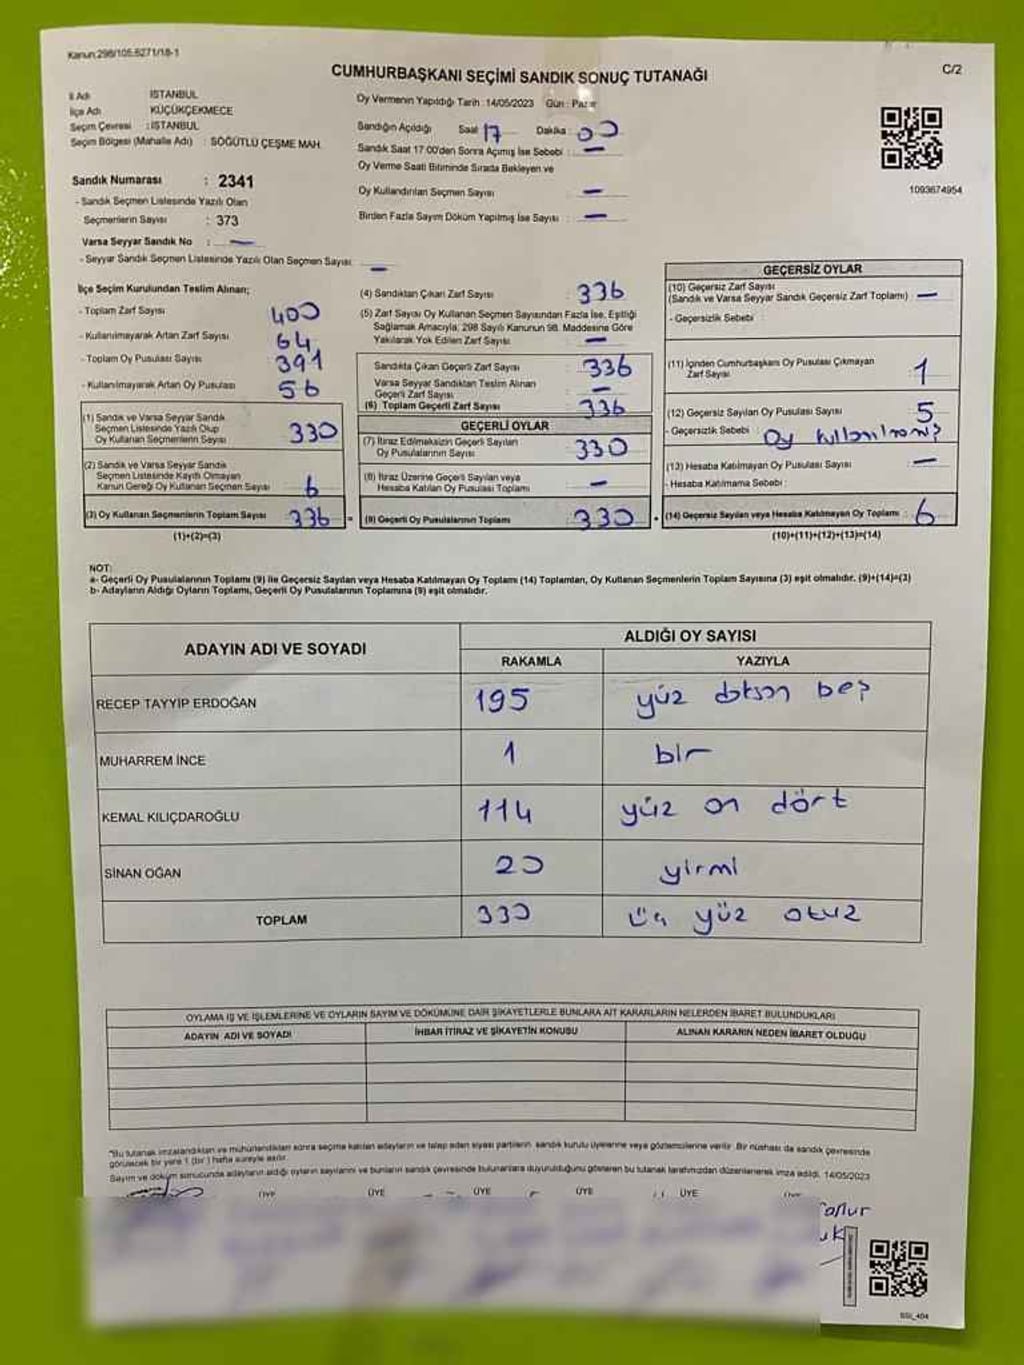 Kanun:298/105.6271/18-1
CUMHURBAŞKANI SEÇİMİ SANDIK SONUÇ TUTANAĞI
C/2
İl Adı İSTANBUL
İlçe Adı KÜÇÜKÇEKMECE
Seçim Çevresi : İSTANBUL
Seçim Bölgesi (Mahalle Adı) : SÖĞÜTLÜ ÇEŞME MAH.
Sandık Numarası : 2341
- Sandık Seçmen Listesinde Yazılı Olan
Seçmenlerin Sayısı : 373
Varsa Seyyar Sandık No : —
- Seyyar Sandık Seçmen Listesinde Yazılı Olan Seçmen Sayısı: —
Oy Vermenin Yapıldığı Tarih :14/05/2023 Gün : Pazar
Sandığın Açıldığı Saat 17 Dakika : 00
Sandık Saat 17:00'den Sonra Açımış İse Sebebi : —
Oy Verme Saati Bitiminde Sırada Bekleyen ve
Oy Kullandırılan Seçmen Sayısı : —
Birden Fazla Sayım Döküm Yapılmış İse Sayısı : —
1093674954
İlçe Seçim Kurulundan Teslim Alınan;
- Toplam Zarf Sayısı 400
- Kullanılmayarak Artan Zarf Sayısı 64
- Toplam Oy Pusulası Sayısı 391
- Kullanılmayarak Artan Oy Pusulası 56
(1) Sandık ve Varsa Seyyar Sandık
Seçmen Listesinde Yazılı Olup
Oy Kullanan Seçmenlerin Sayısı 330
(2) Sandık ve Varsa Seyyar Sandık
Seçmen Listesinde Kayıtlı Olmayan
Kanun Gereği Oy Kullanan Seçmen Sayısı 6
(3) Oy Kullanan Seçmenlerin Toplam Sayısı 336 =
(1)+(2)=(3)
(4) Sandıktan Çıkan Zarf Sayısı 336
(5) Zarf Sayısı Oy Kullanan Seçmen Sayısından Fazla İse, Eşitliği
Sağlamak Amacıyla; 298 Sayılı Kanunun 98. Maddesine Göre
Yakılarak Yok Edilen Zarf Sayısı —
Sandıkta Çıkan Geçerli Zarf Sayısı 336
Varsa Seyyar Sandıktan Teslim Alınan
Geçerli Zarf Sayısı —
(6) Toplam Geçerli Zarf Sayısı 336
GEÇERLİ OYLAR
(7) İtiraz Edilmeksizin Geçerli Sayılan
Oy Pusulalarının Sayısı 330
(8) İtiraz Üzerine Geçerli Sayılan veya
Hesaba Katılan Oy Pusulası Toplamı —
(9) Geçerli Oy Pusulalarının Toplamı 330 +
GEÇERSİZ OYLAR
(10) Geçersiz Zarf Sayısı
(Sandık ve Varsa Seyyar Sandık Geçersiz Zarf Toplamı) : —
- Geçersizlik Sebebi :
(11) İçinden Cumhurbaşkanı Oy Pusulası Çıkmayan
Zarf Sayısı 1
(12) Geçersiz Sayılan Oy Pusulası Sayısı 5
- Geçersizlik Sebebi :
(13) Hesaba Katılmayan Oy Pusulası Sayısı —
- Hesaba Katılmama Sebebi :
(14) Geçersiz Sayılan veya Hesaba Katılmayan Oy Toplamı : 6
(10)+(11)+(12)+(13)=(14)
NOT:
a- Geçerli Oy Pusulalarının Toplamı (9) ile Geçersiz Sayılan veya Hesaba Katılmayan Oy Toplamı (14) Toplamları, Oy Kullanan Seçmenlerin Toplam Sayısına (3) eşit olmalıdır. (9)+(14)=(3)
b- Adayların Aldığı Oyların Toplamı, Geçerli Oy Pusulalarının Toplamına (9) eşit olmalıdır.
ADAYIN ADI VE SOYADI
ALDIĞI OY SAYISI
RAKAMLA YAZIYLA
RECEP TAYYİP ERDOĞAN 195 yüz doksan beş
MUHARREM İNCE 1 bir
KEMAL KILIÇDAROĞLU 114 yüz on dört
SİNAN OĞAN 20 yirmi
TOPLAM 330 üç yüz otuz
OYLAMA İŞ VE İŞLEMLERİNE VE OYLARIN SAYIM VE DÖKÜMÜNE DAİR ŞİKAYETLERLE BUNLARA AİT KARARLARIN NELERDEN İBARET BULUNDUKLARI
ADAYIN ADI VE SOYADI İHBAR İTİRAZ VE ŞİKAYETİN KONUSU ALINAN KARARIN NEDEN İBARET OLDUĞU
"Bu tutanak imzalandıktan ve mühürlendikten sonra seçime katılan adayların ve talep eden siyasi partilerin sandık kurulu üyelerine veya gözlemcilerine verilir. Bir nüshası da sandık çevresinde
görülecek bir yere 1 (bir) hafta süreyle asılır.
Sayım ve döküm sonucunda adayların aldığı oyların sayılarını ve bunların sandık çevresinde bulunanlara duyurulduğunu gösteren bu tutanak tarafımızdan düzenlenerek imza edildi. 14/05/2023
ÜYE ÜYE ÜYE ÜYE ÜYE